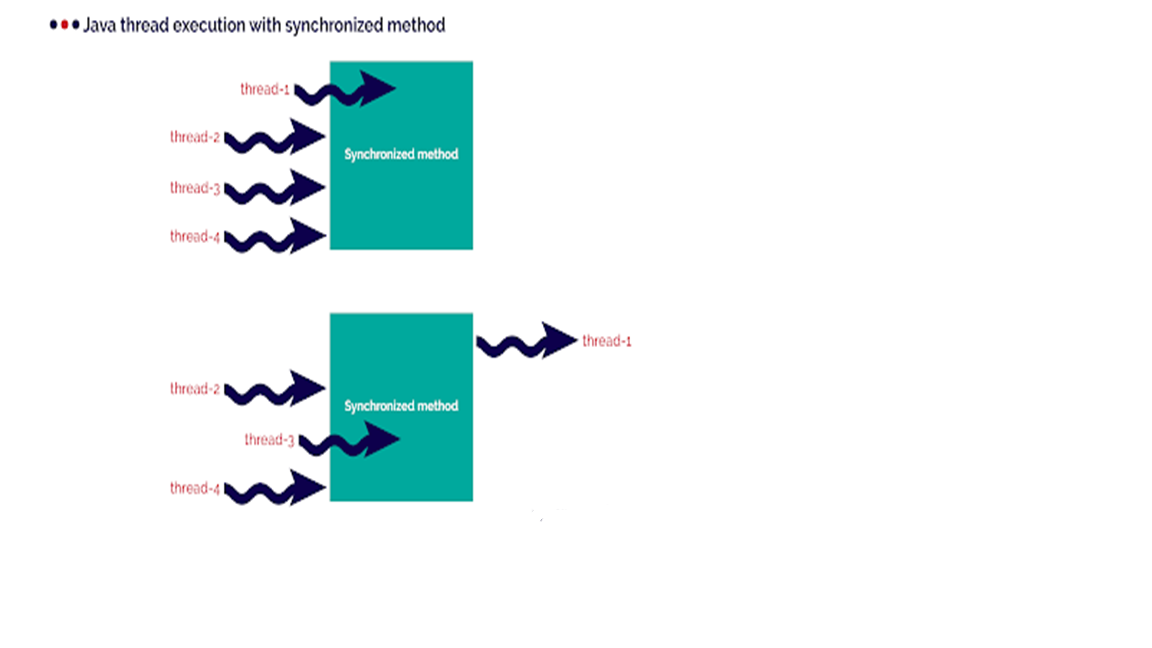 Java thread execution with synchronized method
thread-1
thread-2
Synchronized method
thread-3
thread-4
thread-1
thread-2
Synchronized method
thread-3
thread-4